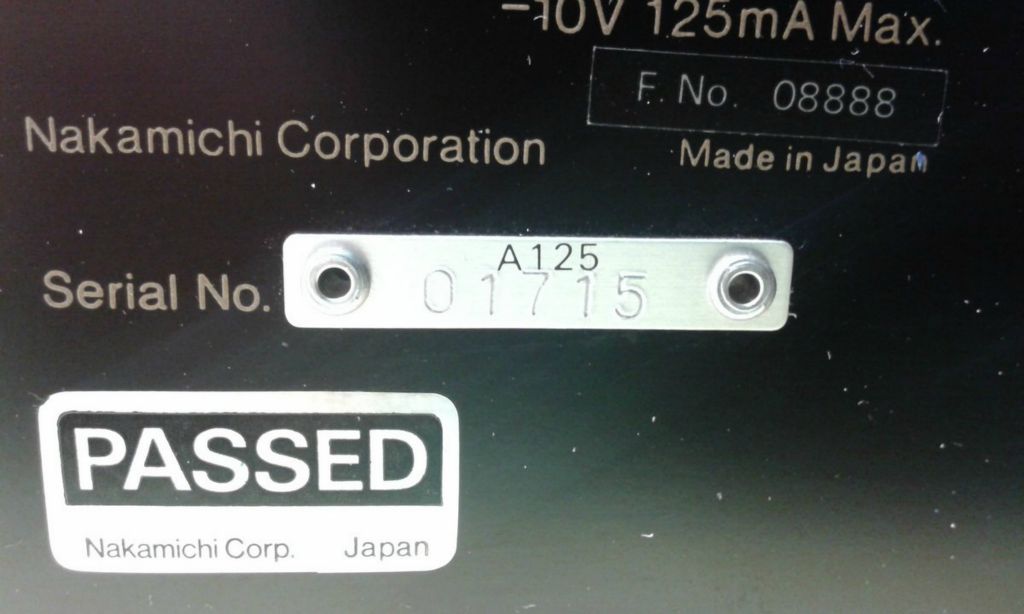 -10V 125mA Max.
F. No. 08888
Nakamichi Corporation
Made in Japan
A125
Serial No. 01715
PASSED
Nakamichi Corp. Japan